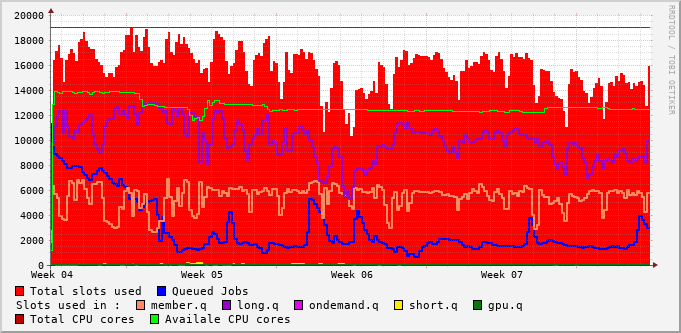 20000
18000
16000
14000
12000
10000
8000
6000
4000
2000
0
Week 04 Week 05 Week 06 Week 07
RRDTOOL / TOBI OETIKER
Total slots used Queued Jobs
Slots used in : member.q long.q ondemand.q short.q gpu.q
Total CPU cores Availale CPU cores